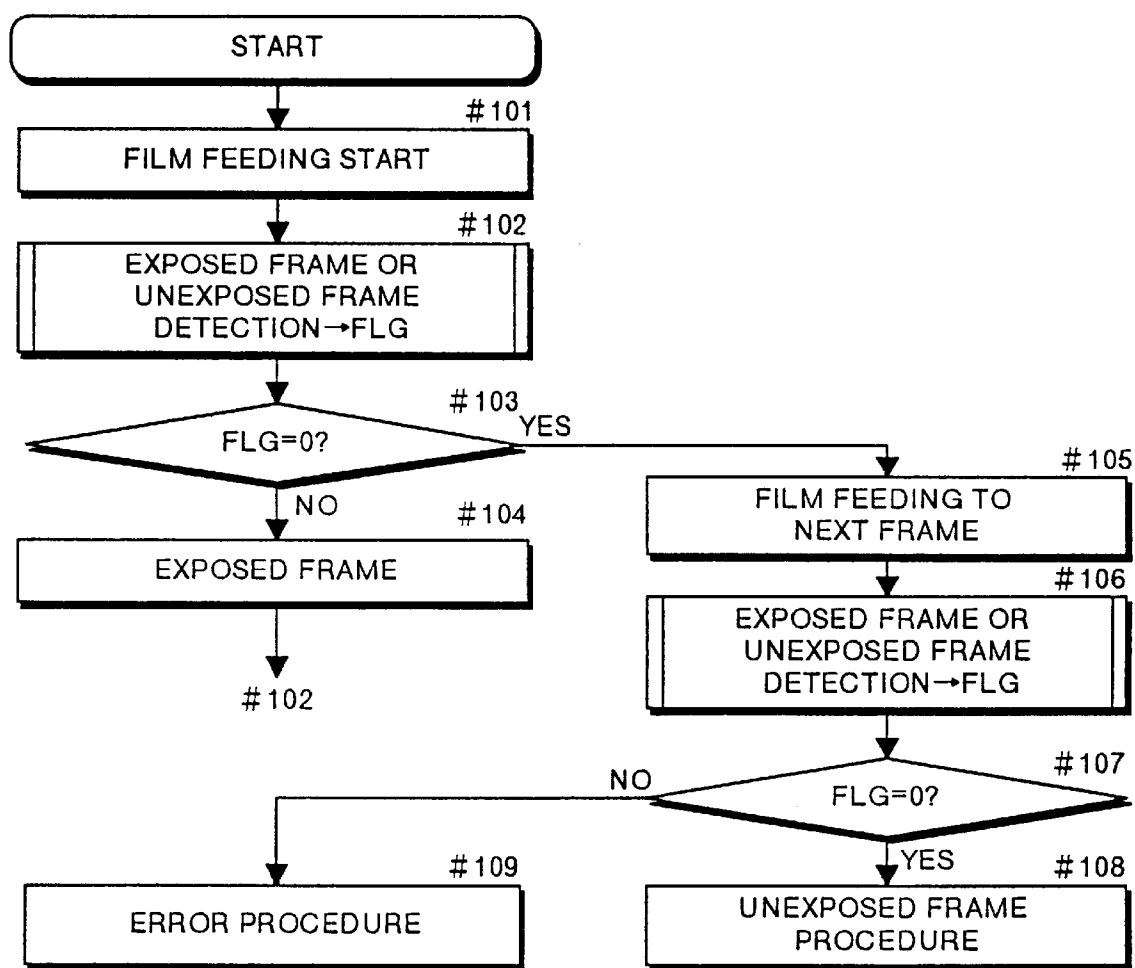 START
#101
FILM FEEDING START
#102
EXPOSED FRAME OR
UNEXPOSED FRAME
DETECTION→FLG
#103
FLG=0?
YES
NO
#104
EXPOSED FRAME
#102
#105
FILM FEEDING TO
NEXT FRAME
#106
EXPOSED FRAME OR
UNEXPOSED FRAME
DETECTION→FLG
#107
FLG=0?
NO
YES
#109
ERROR PROCEDURE
#108
UNEXPOSED FRAME
PROCEDURE